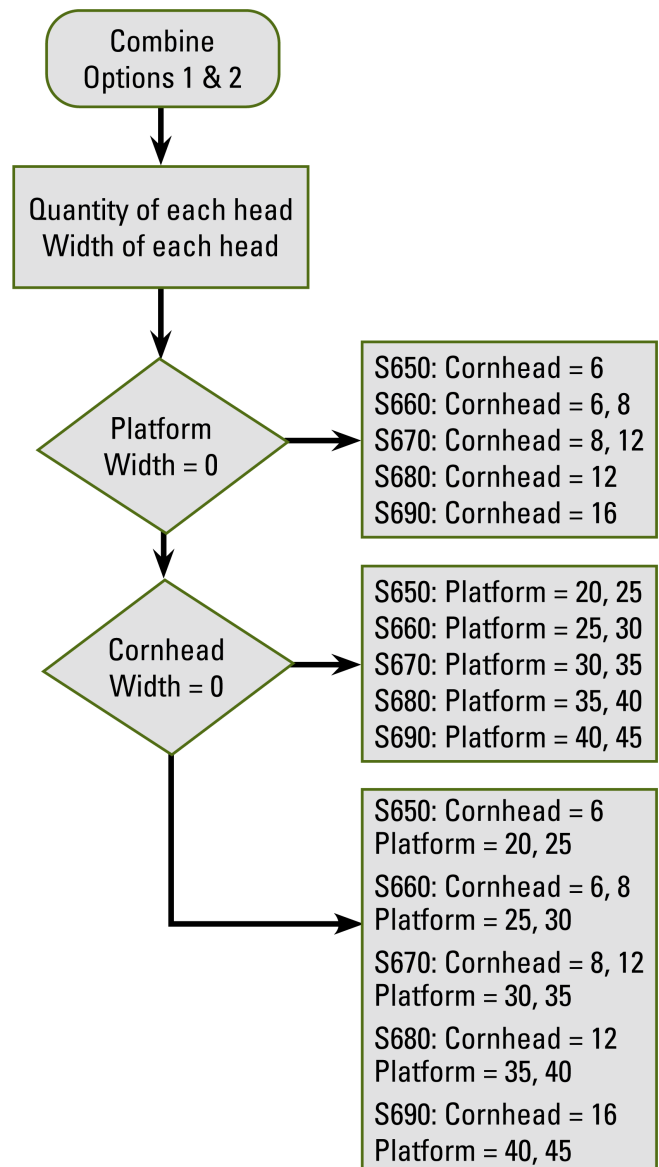 Combine
Options 1 & 2
Quantity of each head
Width of each head
Platform
Width = 0
S650: Cornhead = 6
S660: Cornhead = 6, 8
S670: Cornhead = 8, 12
S680: Cornhead = 12
S690: Cornhead = 16
Cornhead
Width = 0
S650: Platform = 20, 25
S660: Platform = 25, 30
S670: Platform = 30, 35
S680: Platform = 35, 40
S690: Platform = 40, 45
S650: Cornhead = 6
Platform = 20, 25
S660: Cornhead = 6, 8
Platform = 25, 30
S670: Cornhead = 8, 12
Platform = 30, 35
S680: Cornhead = 12
Platform = 35, 40
S690: Cornhead = 16
Platform = 40, 45